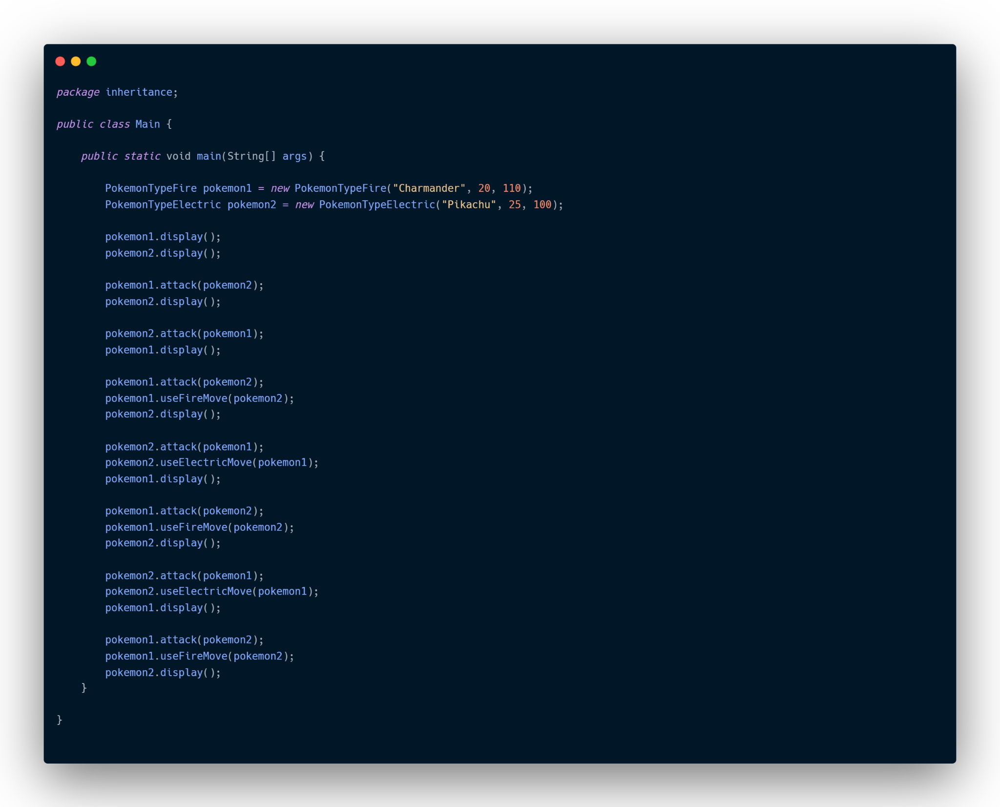 package inheritance;

public class Main {

    public static void main(String[] args) {

        PokemonTypeFire pokemon1 = new PokemonTypeFire("Charmander", 20, 110);
        PokemonTypeElectric pokemon2 = new PokemonTypeElectric("Pikachu", 25, 100);

        pokemon1.display();
        pokemon2.display();

        pokemon1.attack(pokemon2);
        pokemon2.display();

        pokemon2.attack(pokemon1);
        pokemon1.display();

        pokemon1.attack(pokemon2);
        pokemon1.useFireMove(pokemon2);
        pokemon2.display();

        pokemon2.attack(pokemon1);
        pokemon2.useElectricMove(pokemon1);
        pokemon1.display();

        pokemon1.attack(pokemon2);
        pokemon1.useFireMove(pokemon2);
        pokemon2.display();

        pokemon2.attack(pokemon1);
        pokemon2.useElectricMove(pokemon1);
        pokemon1.display();

        pokemon1.attack(pokemon2);
        pokemon1.useFireMove(pokemon2);
        pokemon2.display();
    }

}